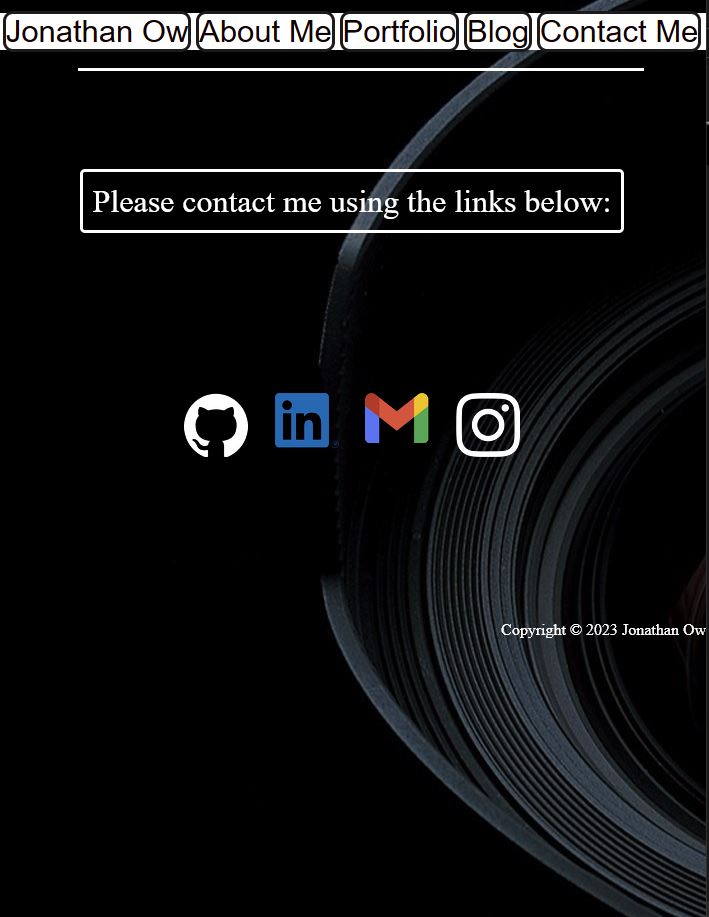 Jonathan Ow About Me Portfolio Blog Contact Me
Please contact me using the links below:
in
Copyright © 2023 Jonathan Ow